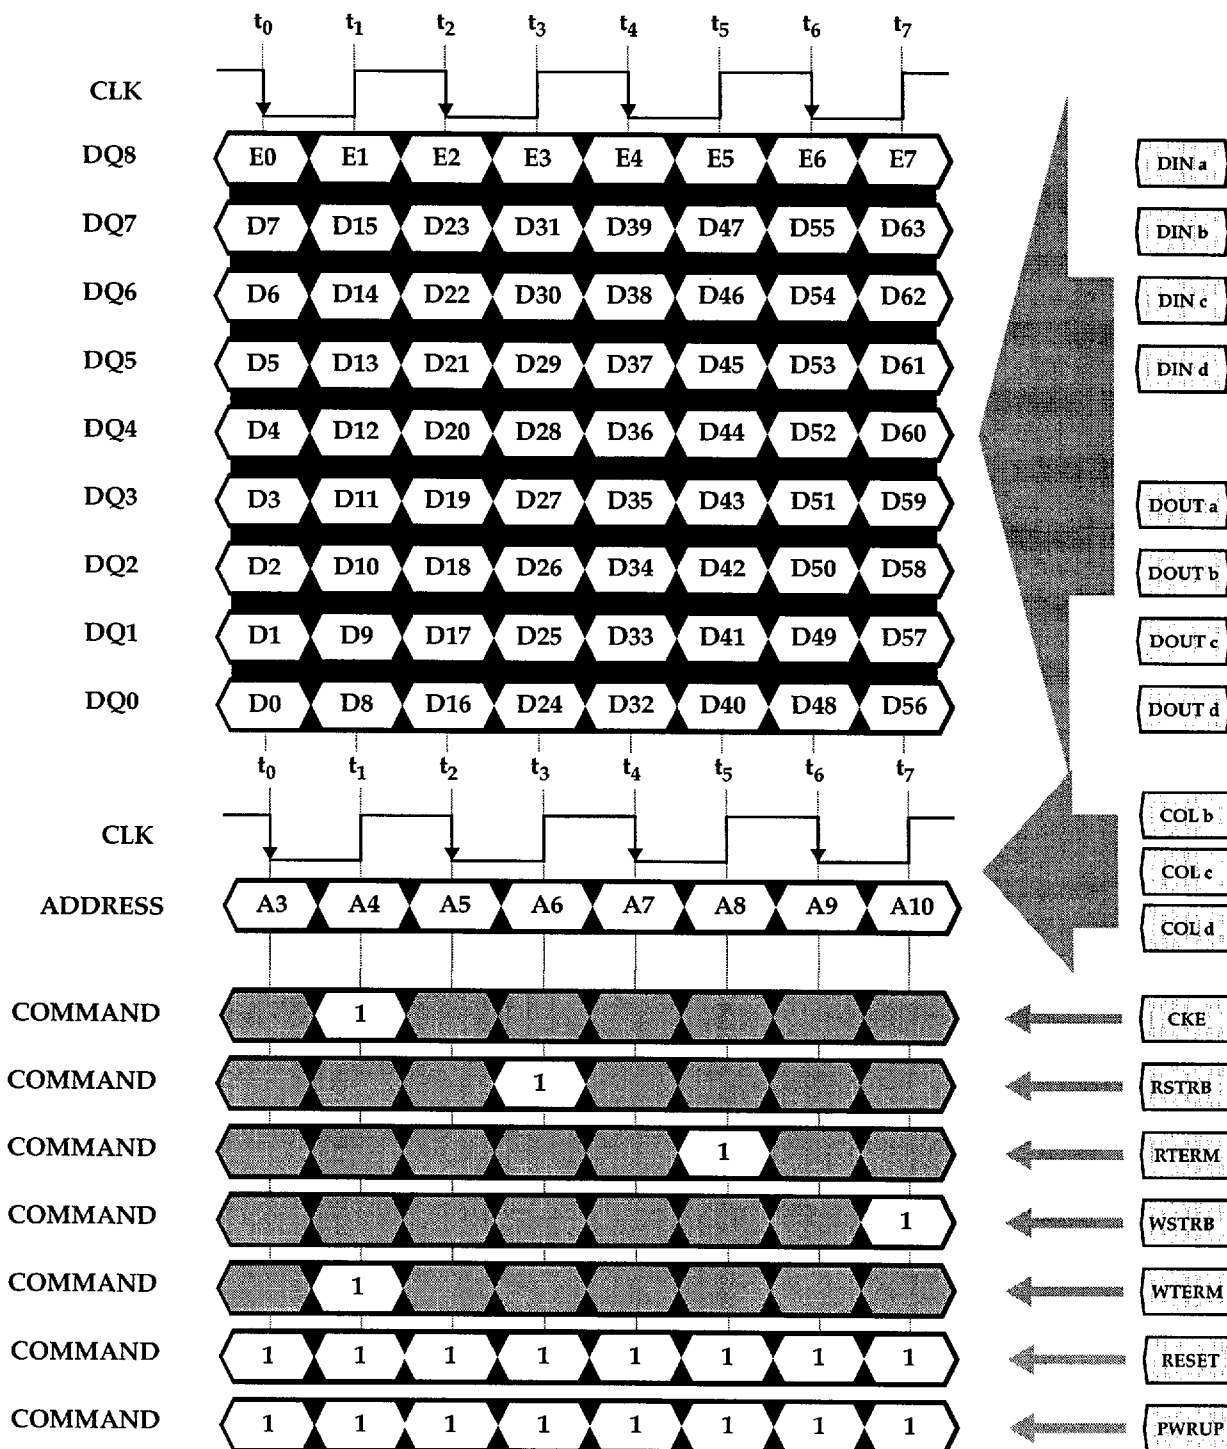 t0 t1 t2 t3 t4 t5 t6 t7
CLK
DQ8 E0 E1 E2 E3 E4 E5 E6 E7 DIN a
DQ7 D7 D15 D23 D31 D39 D47 D55 D63 DIN b
DQ6 D6 D14 D22 D30 D38 D46 D54 D62 DIN c
DQ5 D5 D13 D21 D29 D37 D45 D53 D61 DIN d
DQ4 D4 D12 D20 D28 D36 D44 D52 D60
DQ3 D3 D11 D19 D27 D35 D43 D51 D59 DOUT a
DQ2 D2 D10 D18 D26 D34 D42 D50 D58 DOUT b
DQ1 D1 D9 D17 D25 D33 D41 D49 D57 DOUT c
DQ0 D0 D8 D16 D24 D32 D40 D48 D56 DOUT d
t0 t1 t2 t3 t4 t5 t6 t7
CLK COL b
COL c
ADDRESS A3 A4 A5 A6 A7 A8 A9 A10
COL d
COMMAND 1 CKE
COMMAND 1 RSTRB
COMMAND 1 RTERM
COMMAND 1 WSTRB
COMMAND 1 WTERM
COMMAND 1 1 1 1 1 1 1 1 RESET
COMMAND 1 1 1 1 1 1 1 1 PWRUP